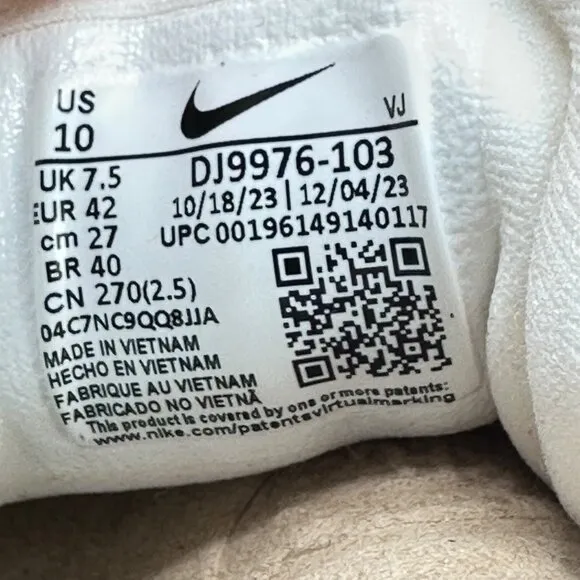 US
10
VJ
UK 7.5
EUR 42
cm 27
BR 40
CN 270(2.5)
DJ9976-103
10/18/23 | 12/04/23
UPC 00196149140117
04C7NC9QQ8JJA
MADE IN VIETNAM
HECHO EN VIETNAM
FABRIQUE AU VIETNAM
FABRICADO NO VIETNÃ
This product is covered by one or more patents:
www.nike.com/patentsvirtualmarking